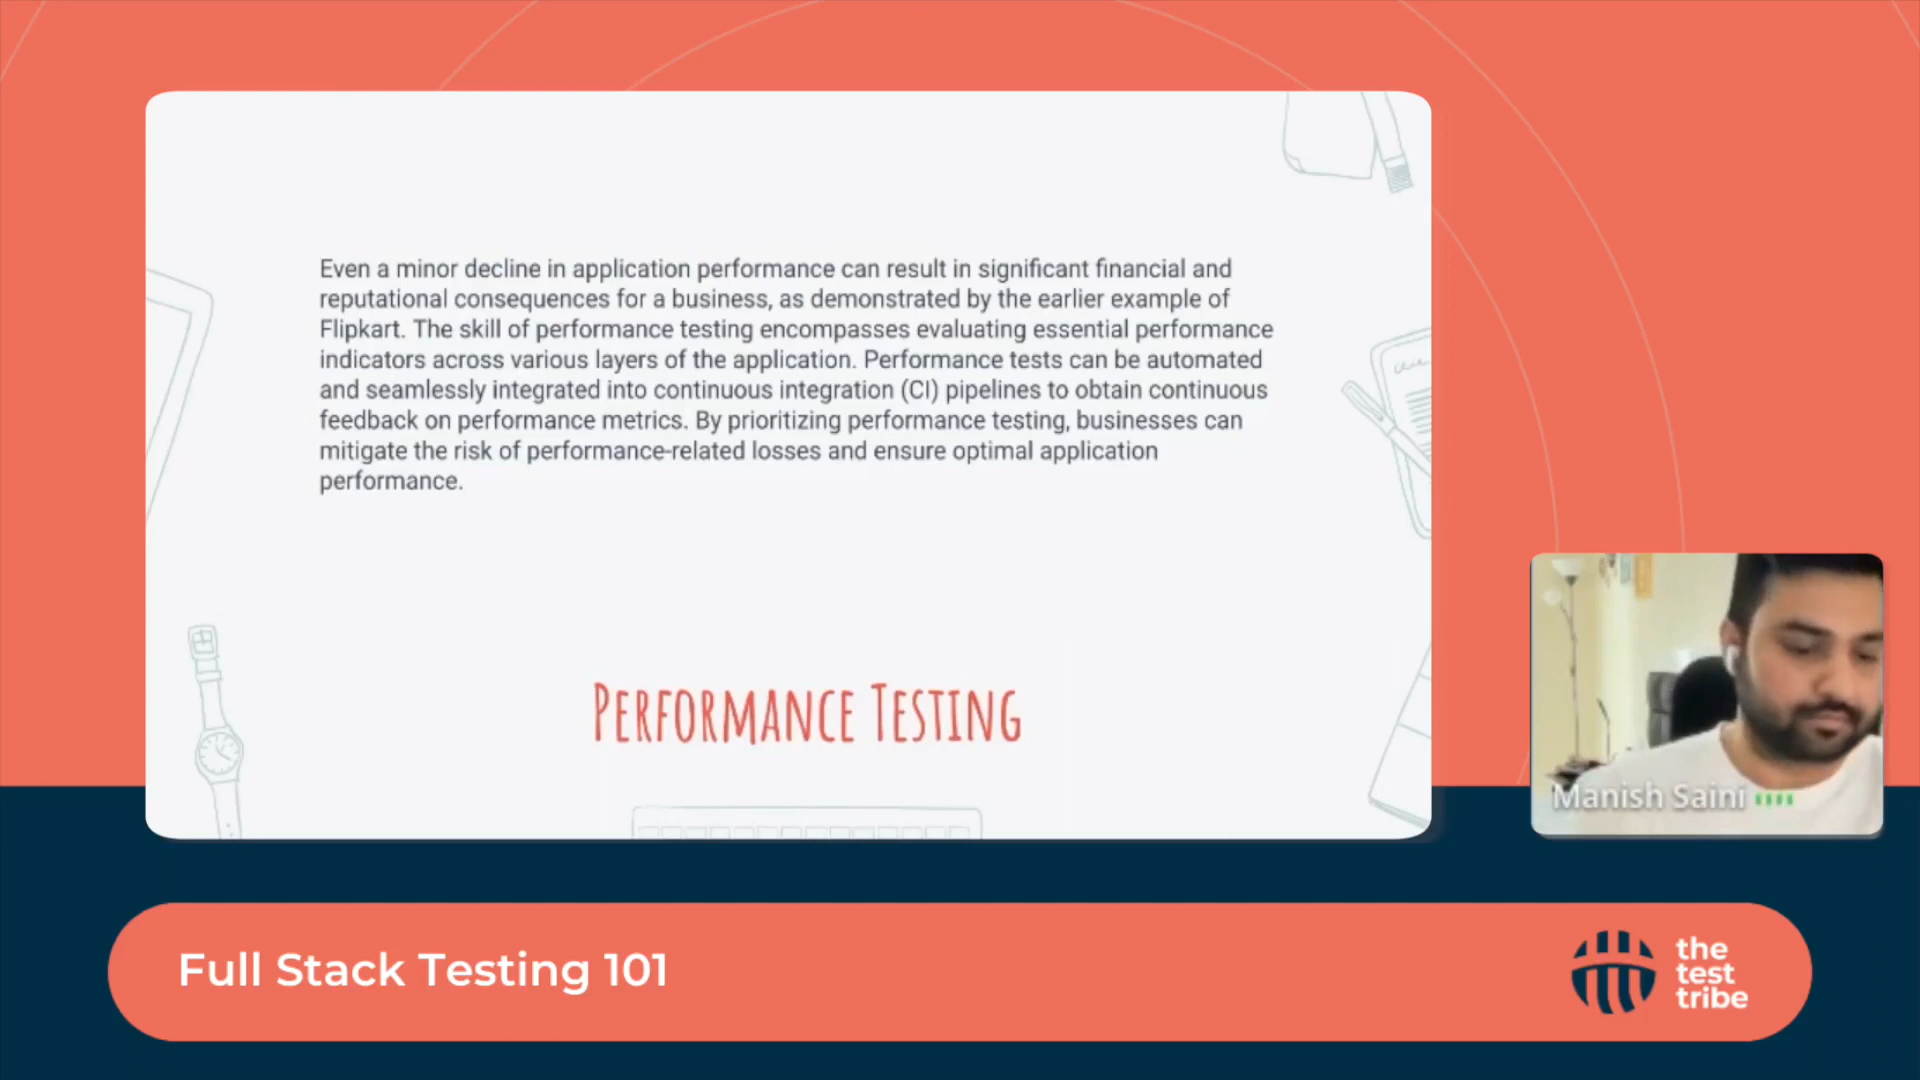 Even a minor decline in application performance can result in significant financial and
reputational consequences for a business, as demonstrated by the earlier example of
Flipkart. The skill of performance testing encompasses evaluating essential performance
indicators across various layers of the application. Performance tests can be automated
and seamlessly integrated into continuous integration (CI) pipelines to obtain continuous
feedback on performance metrics. By prioritizing performance testing, businesses can
mitigate the risk of performance-related losses and ensure optimal application
performance.
PERFORMANCE TESTING
Manish Saini
Full Stack Testing 101
the
test
tribe